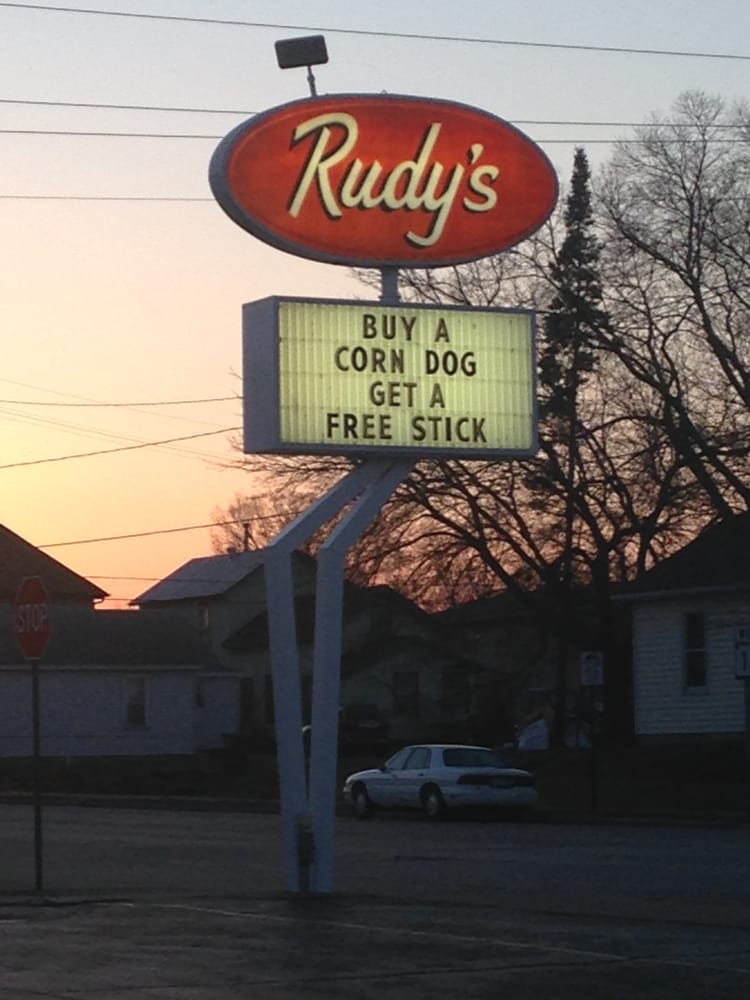 Rudy's
BUY A
CORN DOG
GET A
FREE STICK
STOP